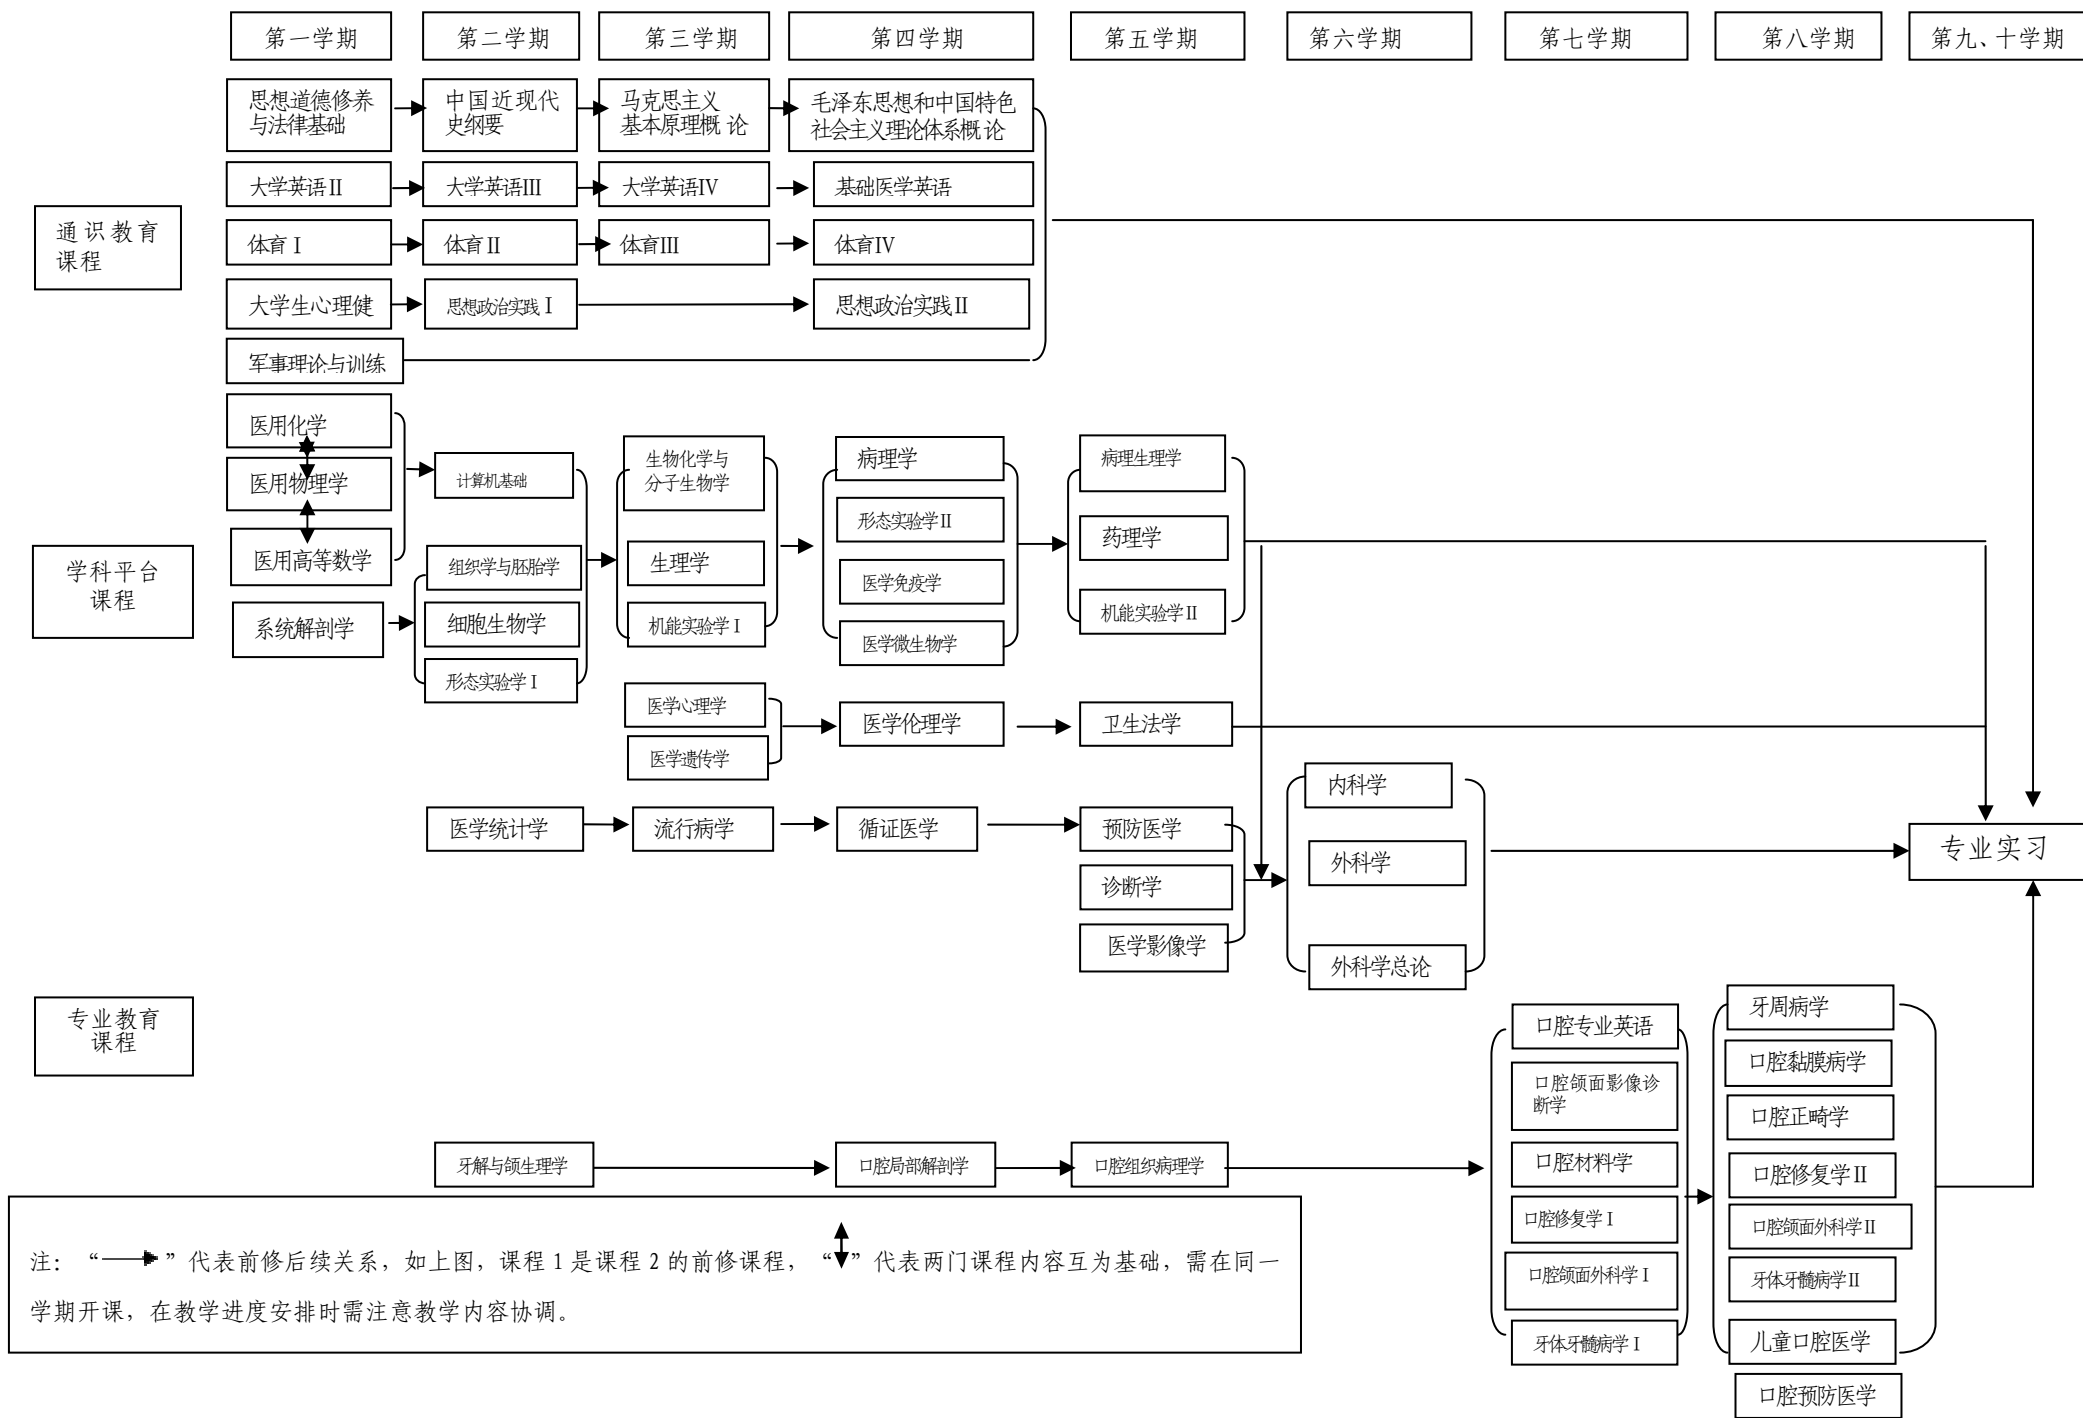 第一学期
第二学期
第三学期
第四学期
第五学期
第六学期
第七学期
第八学期
第九、十学期
思想道德修养
与法律基础
中国近现代
史纲要
马克思主义
基本原理概 论
毛泽东思想和中国特色
社会主义理论体系概 论
大学英语 II
大学英语III
大学英语IV
基础医学英语
通识教育
课程
体育 I
体育 II
体育III
体育IV
大学生心理健
思想政治实践 I
思想政治实践 II
军事理论与训练
医用化学
医用物理学
医用高等数学
系统解剖学
学科平台
课程
计算机基础
组织学与胚胎学
细胞生物学
形态实验学 I
生物化学与
分子生物学
生理学
机能实验学 I
病理学
形态实验学 II
医学免疫学
医学微生物学
病理生理学
药理学
机能实验学 II
医学心理学
医学遗传学
医学伦理学
卫生法学
医学统计学
流行病学
循证医学
预防医学
诊断学
医学影像学
内科学
外科学
外科学总论
专业实习
专业教育
课程
牙解与颌生理学
口腔局部解剖学
口腔组织病理学
口腔专业英语
口腔颌面影像诊
断学
口腔材料学
口腔修复学 I
口腔颌面外科学 I
牙体牙髓病学 I
牙周病学
口腔黏膜病学
口腔正畸学
口腔修复学 II
口腔颌面外科学 II
牙体牙髓病学 II
儿童口腔医学
口腔预防医学
注：“→”代表前修后续关系，如上图，课程 1 是课程 2 的前修课程，“↕”代表两门课程内容互为基础，需在同一
学期开课，在教学进度安排时需注意教学内容协调。